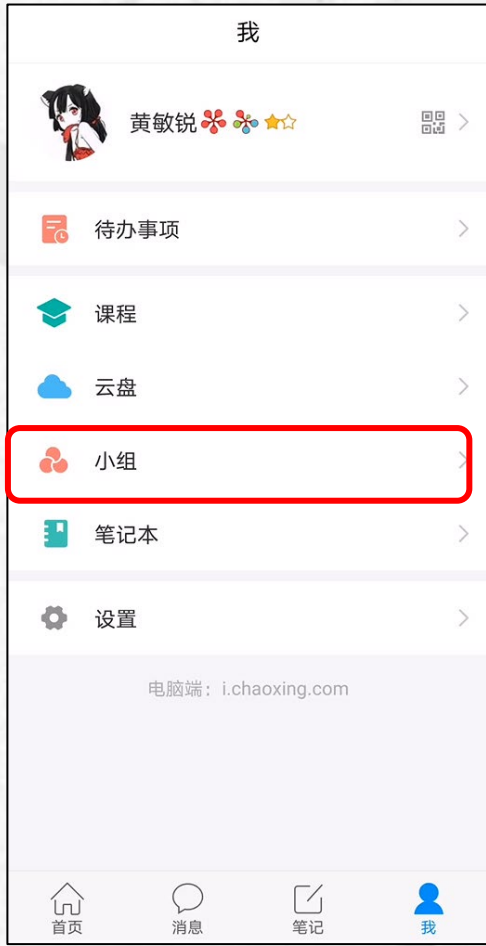 我
黄敏锐
待办事项
课程
云盘
小组
笔记本
设置
电脑端：i.chaoxing.com
首页 消息 笔记 我